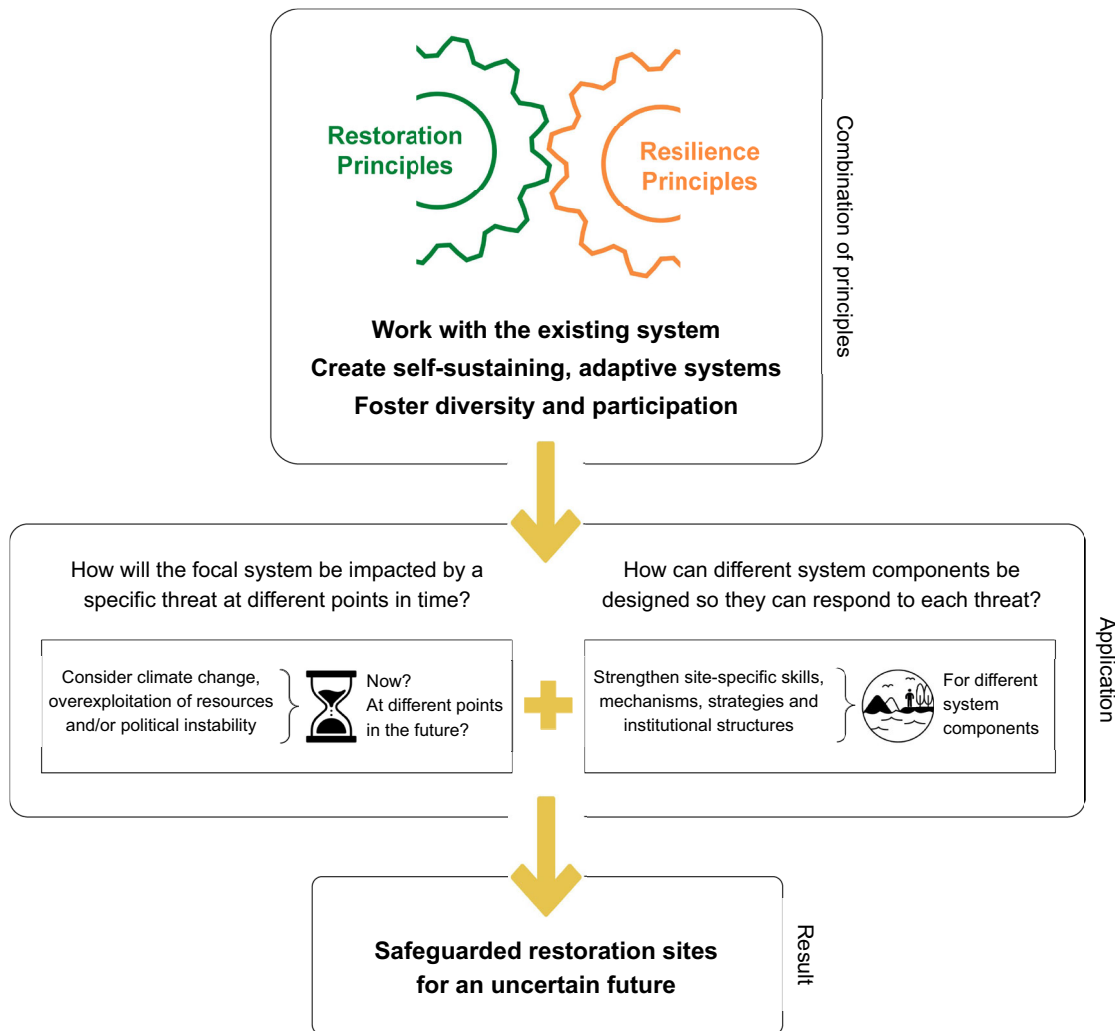 Restoration
Principles
Resilience
Principles
Work with the existing system
Create self-sustaining, adaptive systems
Foster diversity and participation
Combination of principles
How will the focal system be impacted by a
specific threat at different points in time?
Consider climate change,
overexploitation of resources
and/or political instability
Now?
At different points
in the future?
How can different system components be
designed so they can respond to each threat?
Strengthen site-specific skills,
mechanisms, strategies and
institutional structures
For different
system
components
Application
Safeguarded restoration sites
for an uncertain future
Result